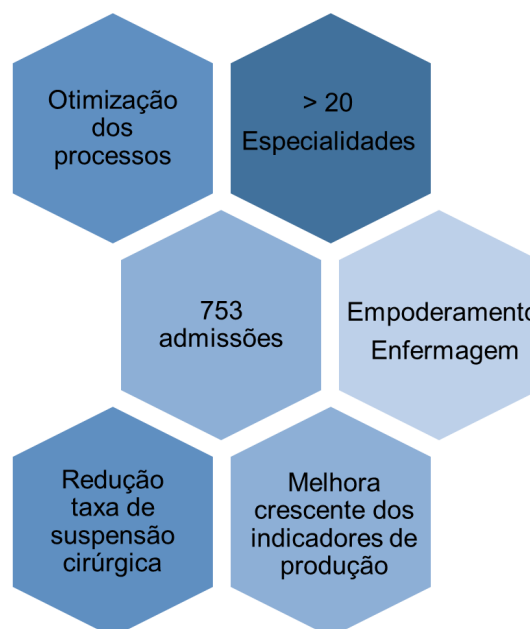 Otimização
dos
processos
> 20
Especialidades
753
admissões
Empoderamento
Enfermagem
Redução
taxa de
suspensão
cirúrgica
Melhora
crescente dos
indicadores de
produção